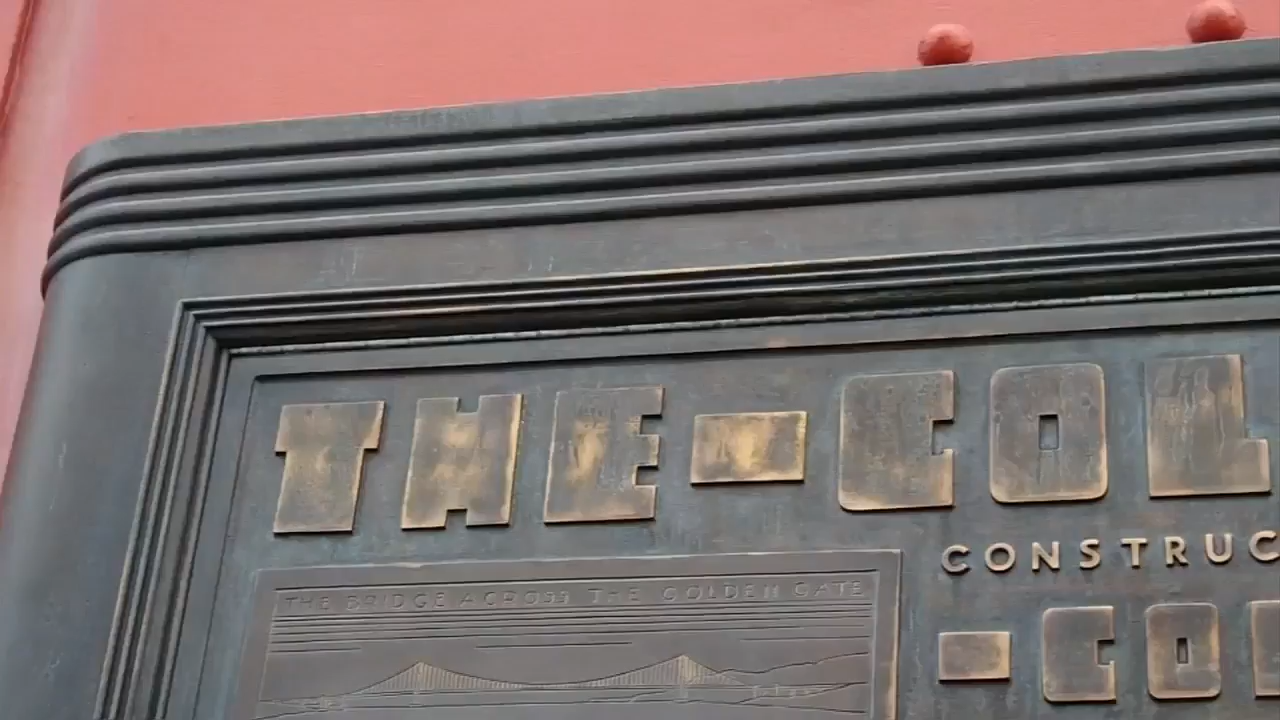 THE-COL
CONSTRUC
THE BRIDGE ACROSS THE GOLDEN GATE
-CO